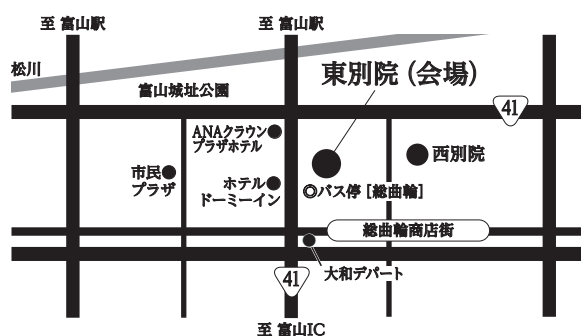 至 富山駅
至 富山駅
松川
富山城址公園
東別院（会場）
41
ANAクラウン
プラザホテル
市民
プラザ
ホテル
ドーミーイン
西別院
バス停［総曲輪］
総曲輪商店街
大和デパート
41
至 富山IC